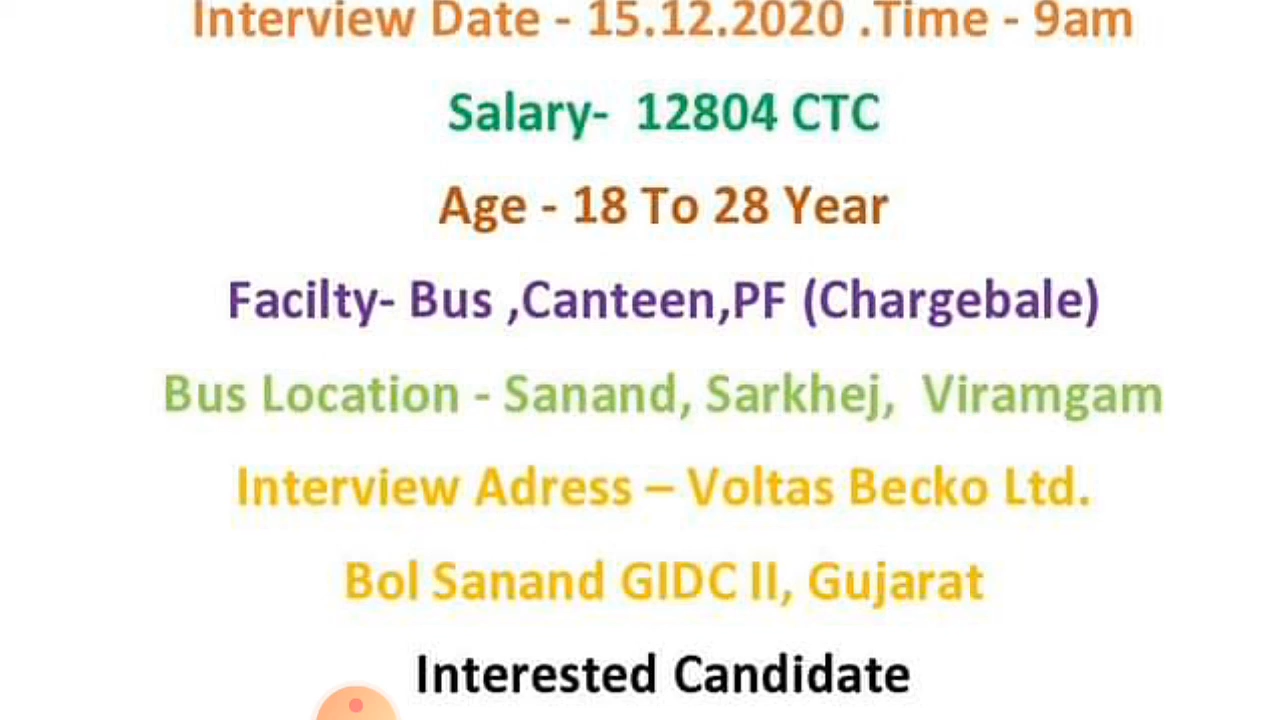 Interview Date - 15.12.2020 .Time - 9am
Salary-  12804 CTC
Age - 18 To 28 Year
Facilty- Bus ,Canteen,PF (Chargebale)
Bus Location - Sanand, Sarkhej,  Viramgam
Interview Adress – Voltas Becko Ltd.
Bol Sanand GIDC II, Gujarat
Interested Candidate